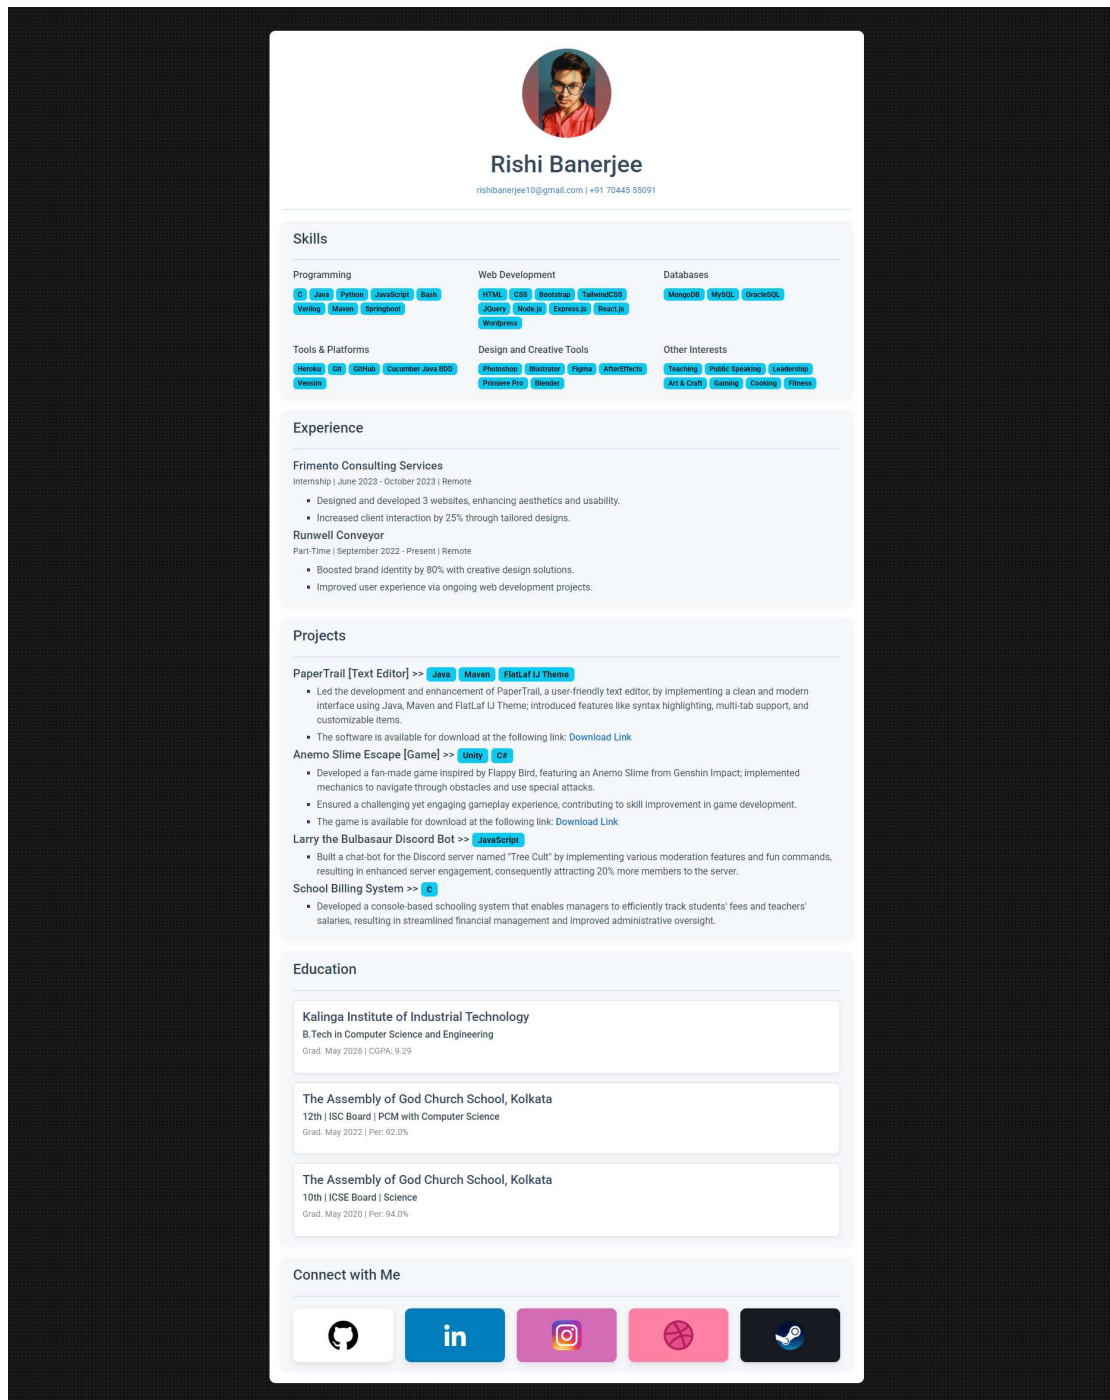 Rishi Banerjee
rishibanerjee10@gmail.com | +91 70445 55091
Skills
Programming
C Java Python JavaScript Bash
Verilog Maven Springboot
Web Development
HTML CSS Bootstrap TailwindCSS
JQuery Node.js Express.js React.js
Wordpress
Databases
MongoDB MySQL OracleSQL
Tools & Platforms
Heroku Git GitHub Cucumber Java BDD
Vensim
Design and Creative Tools
Photoshop Illustrator Figma AfterEffects
Primiere Pro Blender
Other Interests
Teaching Public Speaking Leadership
Art & Craft Gaming Cooking Fitness
Experience
Frimento Consulting Services
Internship | June 2023 - October 2023 | Remote
▪ Designed and developed 3 websites, enhancing aesthetics and usability.
▪ Increased client interaction by 25% through tailored designs.
Runwell Conveyor
Part-Time | September 2022 - Present | Remote
▪ Boosted brand identity by 80% with creative design solutions.
▪ Improved user experience via ongoing web development projects.
Projects
PaperTrail [Text Editor] >> Java Maven FlatLaf IJ Theme
▪ Led the development and enhancement of PaperTrail, a user-friendly text editor, by implementing a clean and modern
interface using Java, Maven and FlatLaf IJ Theme; introduced features like syntax highlighting, multi-tab support, and
customizable items.
▪ The software is available for download at the following link: Download Link
Anemo Slime Escape [Game] >> Unity C#
▪ Developed a fan-made game inspired by Flappy Bird, featuring an Anemo Slime from Genshin Impact; implemented
mechanics to navigate through obstacles and use special attacks.
▪ Ensured a challenging yet engaging gameplay experience, contributing to skill improvement in game development.
▪ The game is available for download at the following link: Download Link
Larry the Bulbasaur Discord Bot >> JavaScript
▪ Built a chat-bot for the Discord server named "Tree Cult" by implementing various moderation features and fun commands,
resulting in enhanced server engagement, consequently attracting 20% more members to the server.
School Billing System >> C
▪ Developed a console-based schooling system that enables managers to efficiently track students' fees and teachers'
salaries, resulting in streamlined financial management and improved administrative oversight.
Education
Kalinga Institute of Industrial Technology
B.Tech in Computer Science and Engineering
Grad. May 2026 | CGPA: 9.29
The Assembly of God Church School, Kolkata
12th | ISC Board | PCM with Computer Science
Grad. May 2022 | Per: 92.0%
The Assembly of God Church School, Kolkata
10th | ICSE Board | Science
Grad. May 2020 | Per: 94.0%
Connect with Me
in